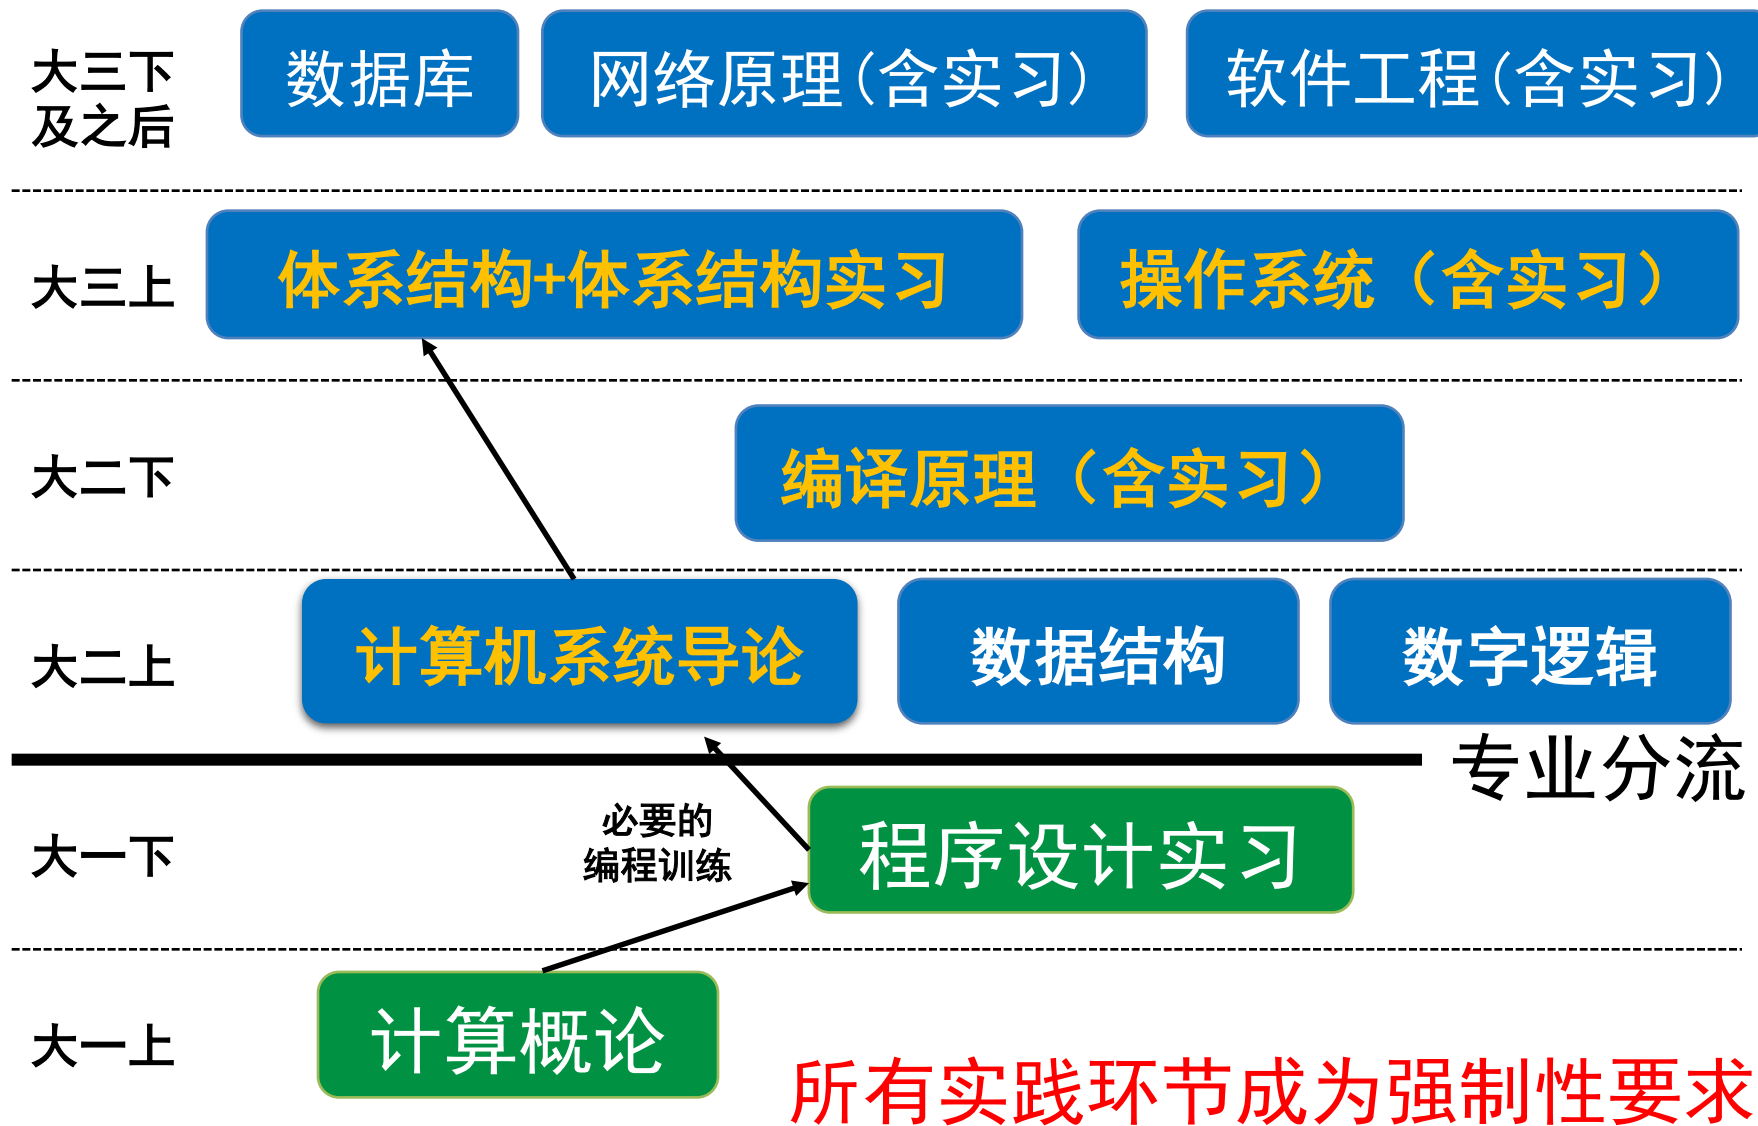 大三下
及之后
数据库
网络原理(含实习)
软件工程(含实习)
大三上
体系结构+体系结构实习
操作系统（含实习）
大二下
编译原理（含实习）
大二上
计算机系统导论
数据结构
数字逻辑
专业分流
大一下
必要的
编程训练
程序设计实习
大一上
计算概论
所有实践环节成为强制性要求